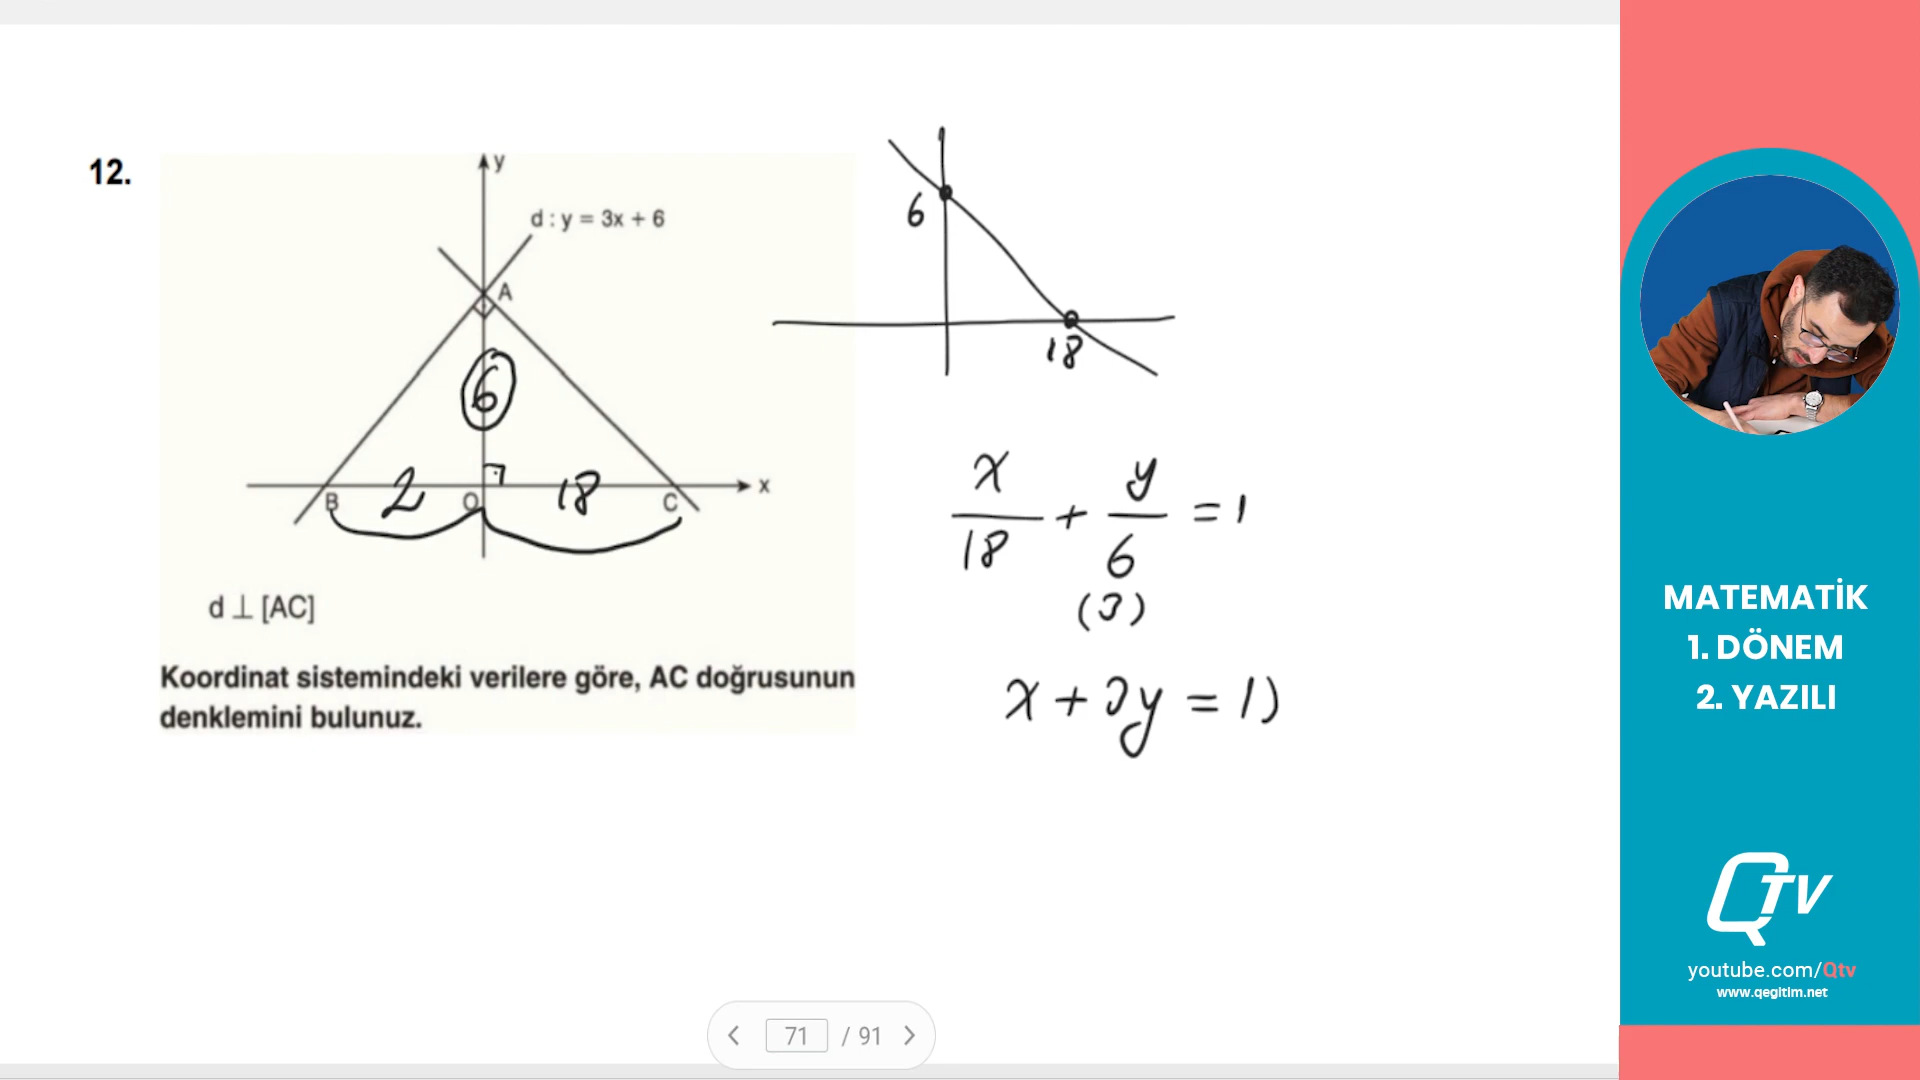 12.
y
d : y = 3x + 6
A
6
B 2 O 18 C
x
d ⊥ [AC]
Koordinat sistemindeki verilere göre, AC doğrusunun
denklemini bulunuz.
6
18
x/18 + y/6 = 1
(3)
x + 3y = 1
71 / 91
MATEMATİK
1. DÖNEM
2. YAZILI
QTV
youtube.com/Qtv
www.qegitim.net